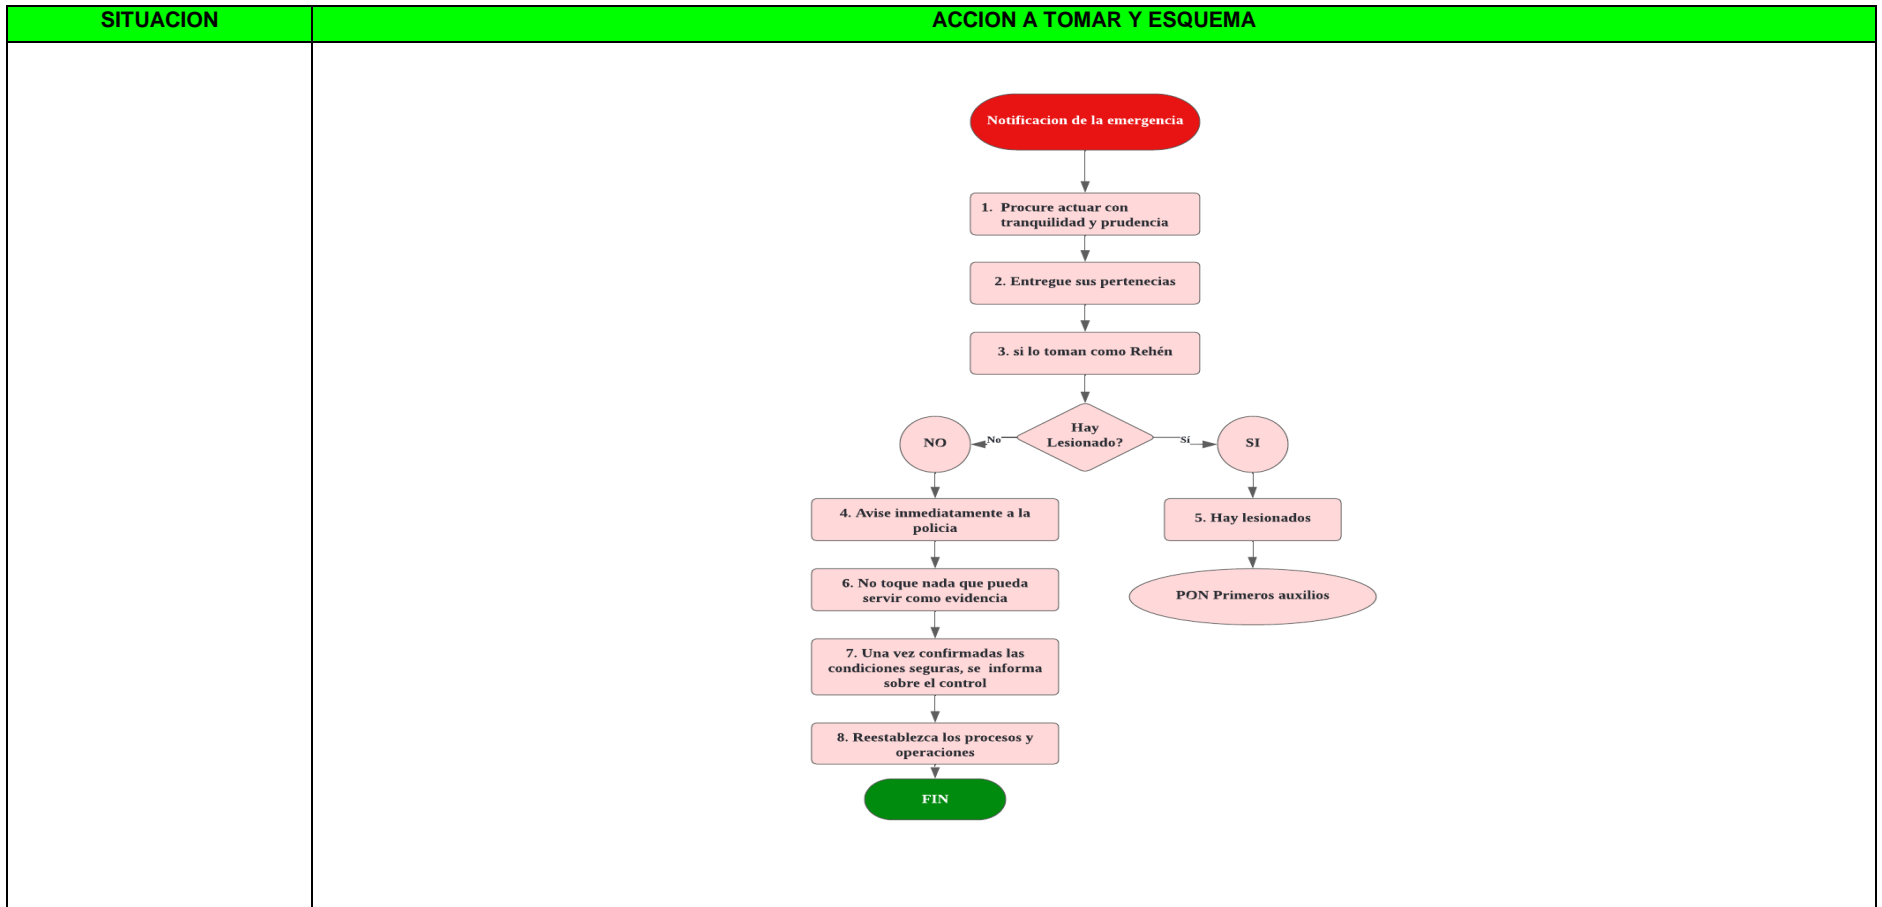 SITUACION
ACCION A TOMAR Y ESQUEMA
Notificacion de la emergencia
1. Procure actuar con
tranquilidad y prudencia
2. Entregue sus pertenecias
3. si lo toman como Rehén
Hay
Lesionado?
No
NO
Sí
SI
4. Avise inmediatamente a la
policia
5. Hay lesionados
6. No toque nada que pueda
servir como evidencia
PON Primeros auxilios
7. Una vez confirmadas las
condiciones seguras, se informa
sobre el control
8. Reestablezca los procesos y
operaciones
FIN